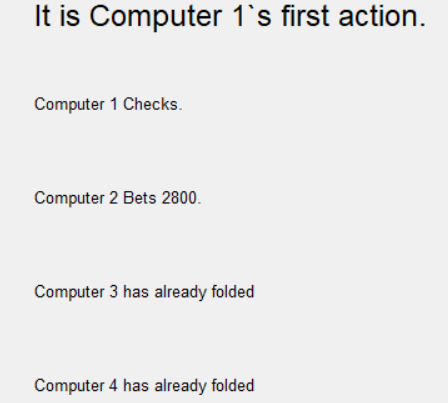 It is Computer 1`s first action.
Computer 1 Checks.
Computer 2 Bets 2800.
Computer 3 has already folded
Computer 4 has already folded